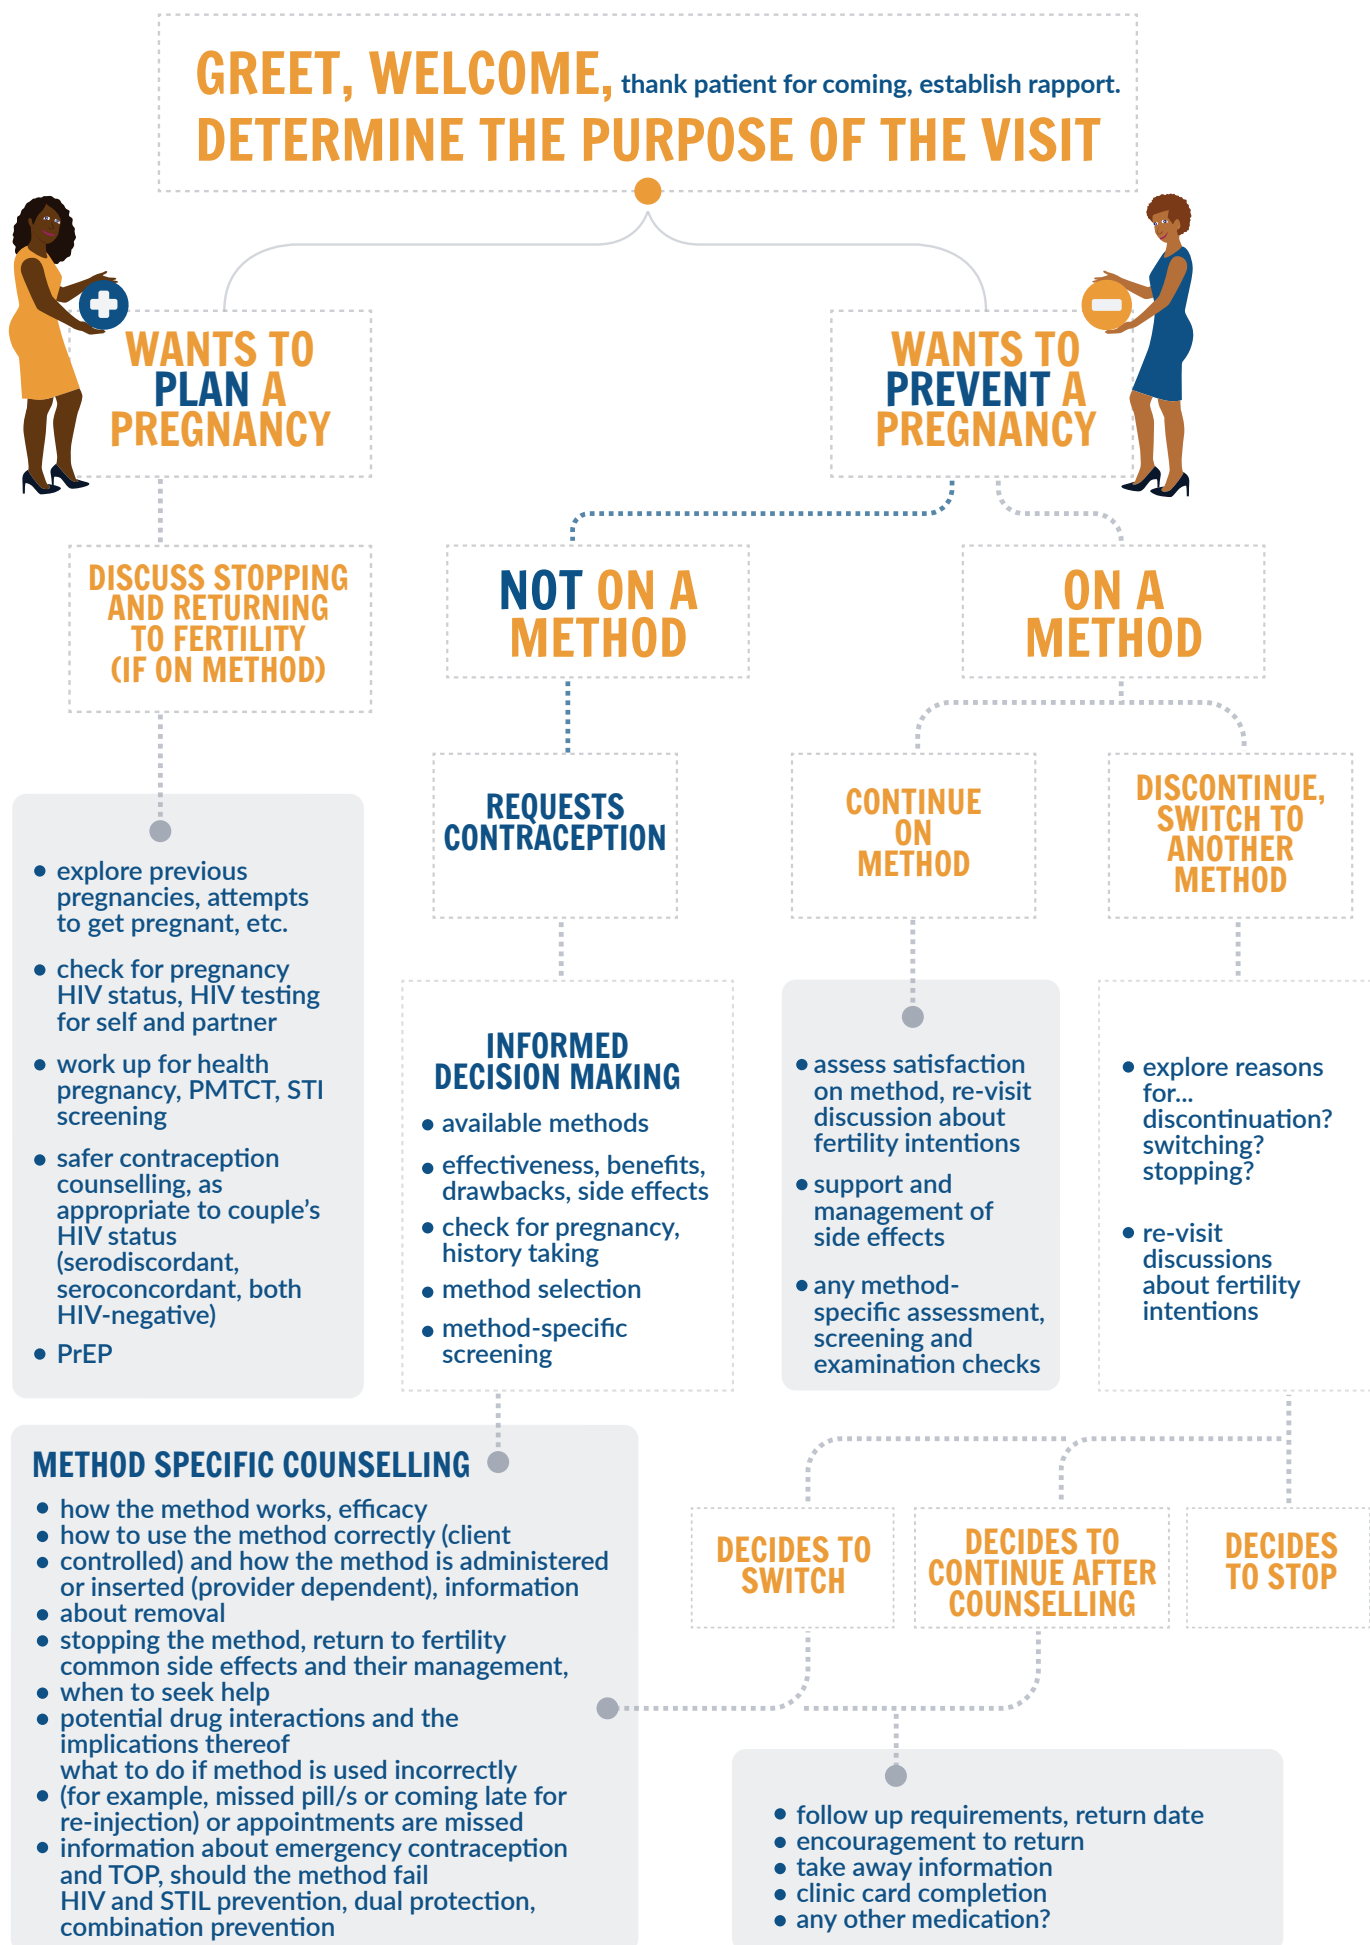 GREET, WELCOME, thank patient for coming, establish rapport.
DETERMINE THE PURPOSE OF THE VISIT
WANTS TO
PLAN A
PREGNANCY
WANTS TO
PREVENT A
PREGNANCY
DISCUSS STOPPING
AND RETURNING
TO FERTILITY
(IF ON METHOD)
NOT ON A
METHOD
ON A
METHOD
REQUESTS
CONTRACEPTION
CONTINUE
ON
METHOD
DISCONTINUE,
SWITCH TO
ANOTHER
METHOD
• explore previous
pregnancies, attempts
to get pregnant, etc.
• check for pregnancy
HIV status, HIV testing
for self and partner
• work up for health
pregnancy, PMTCT, STI
screening
• safer contraception
counselling, as
appropriate to couple's
HIV status
(serodiscordant,
seroconcordant, both
HIV-negative)
• PrEP
INFORMED
DECISION MAKING
• available methods
• effectiveness, benefits,
drawbacks, side effects
• check for pregnancy,
history taking
• method selection
• method-specific
screening
• assess satisfaction
on method, re-visit
discussion about
fertility intentions
• support and
management of
side effects
• any method-
specific assessment,
screening and
examination checks
• explore reasons
for...
discontinuation?
switching?
stopping?
• re-visit
discussions
about fertility
intentions
METHOD SPECIFIC COUNSELLING
• how the method works, efficacy
• how to use the method correctly (client
• controlled) and how the method is administered
or inserted (provider dependent), information
• about removal
• stopping the method, return to fertility
common side effects and their management,
• when to seek help
• potential drug interactions and the
implications thereof
what to do if method is used incorrectly
• (for example, missed pill/s or coming late for
re-injection) or appointments are missed
• information about emergency contraception
and TOP, should the method fail
HIV and STIL prevention, dual protection,
combination prevention
DECIDES TO
SWITCH
DECIDES TO
CONTINUE AFTER
COUNSELLING
DECIDES
TO STOP
• follow up requirements, return date
• encouragement to return
• take away information
• clinic card completion
• any other medication?